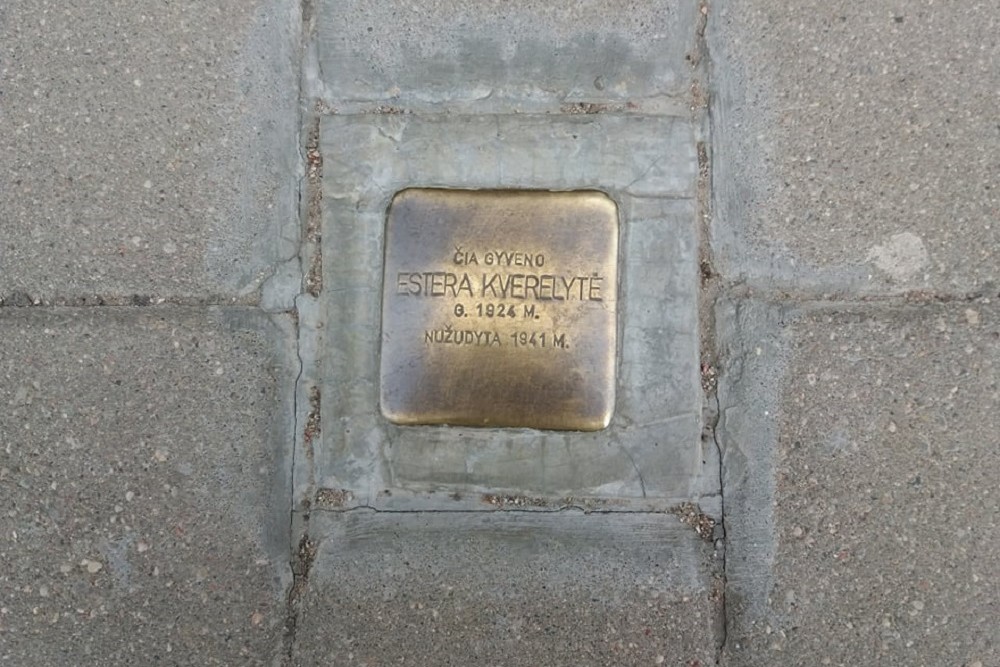 ČIA GYVENO
ESTERA KVERELYTĖ
G. 1924 M.
NUŽUDYTA 1941 M.